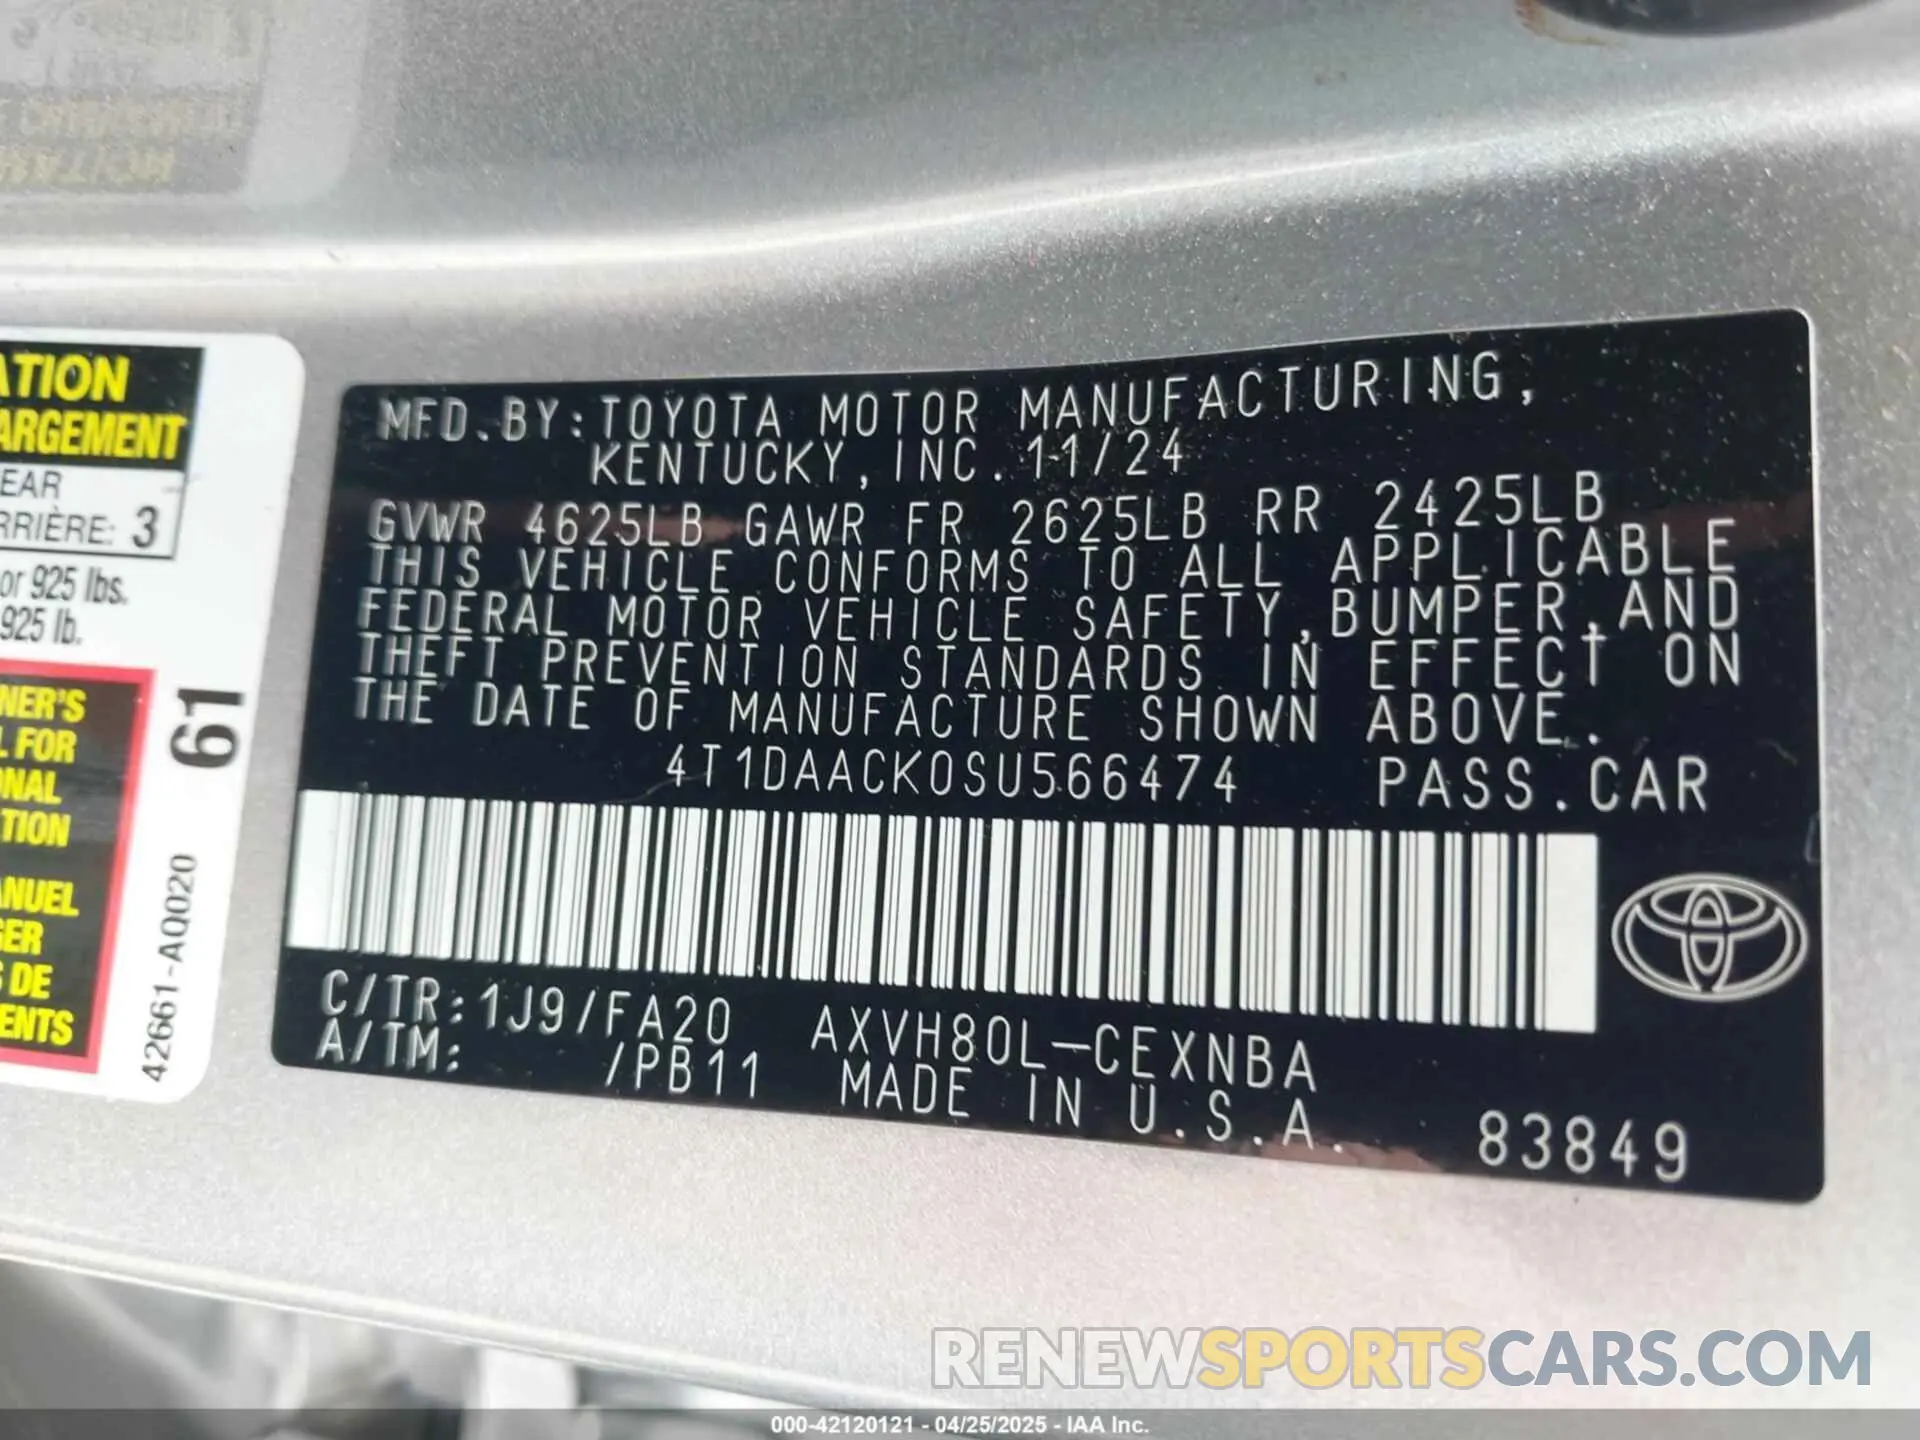 ATION
ARGEMENT
EAR
RRIÈRE: 3
or 925 lbs.
925 lb.
NER'S
L FOR
ONAL
TION
ANUEL
GER
S DE
ENTS
61
42661-AQ020
MFD. BY: TOYOTA MOTOR MANUFACTURING,
KENTUCKY, INC. 11/24
GVWR 4625LB GAWR FR 2625LB RR 2425LB
THIS VEHICLE CONFORMS TO ALL APPLICABLE
FEDERAL MOTOR VEHICLE SAFETY, BUMPER, AND
THEFT PREVENTION STANDARDS IN EFFECT ON
THE DATE OF MANUFACTURE SHOWN ABOVE.
4T1DAACK0SU566474 PASS. CAR
C/TR: 1J9/FA20 AXVH80L-CEXNBA
A/TM: /PB11 MADE IN U.S.A. 83849
RENEWSPORTSCARS.COM
000-42120121 - 04/25/2025 - IAA Inc.